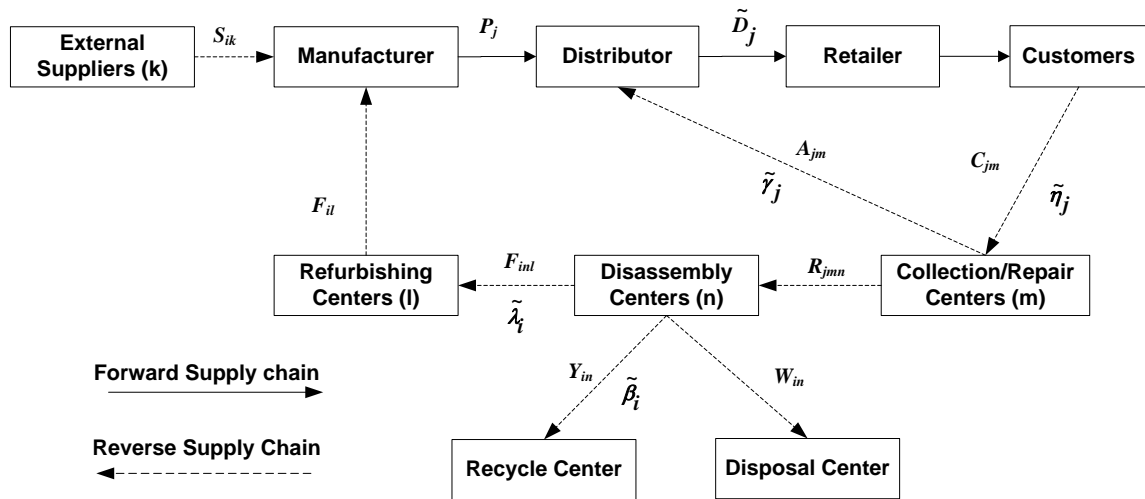 S_ik
P_j
D̃_j
External
Suppliers (k)
Manufacturer
Distributor
Retailer
Customers
A_jm
γ̃_j
C_jm
η̃_j
F_il
Refurbishing
Centers (l)
F_inl
λ̃_i
Disassembly
Centers (n)
R_jmn
Collection/Repair
Centers (m)
Forward Supply chain
Y_in
β̃_i
W_in
Reverse Supply Chain
Recycle Center
Disposal Center